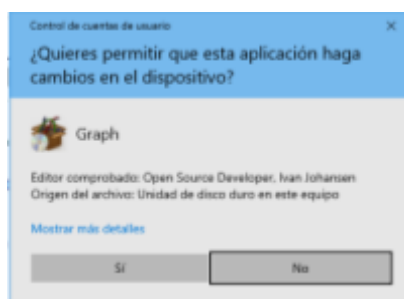 Control de cuentas de usuario
¿Quieres permitir que esta aplicación haga
cambios en el dispositivo?
Graph
Editor comprobado: Open Source Developer, Ivan Johansen
Origen del archivo: Unidad de disco duro en este equipo
Mostrar más detalles
Sí
No